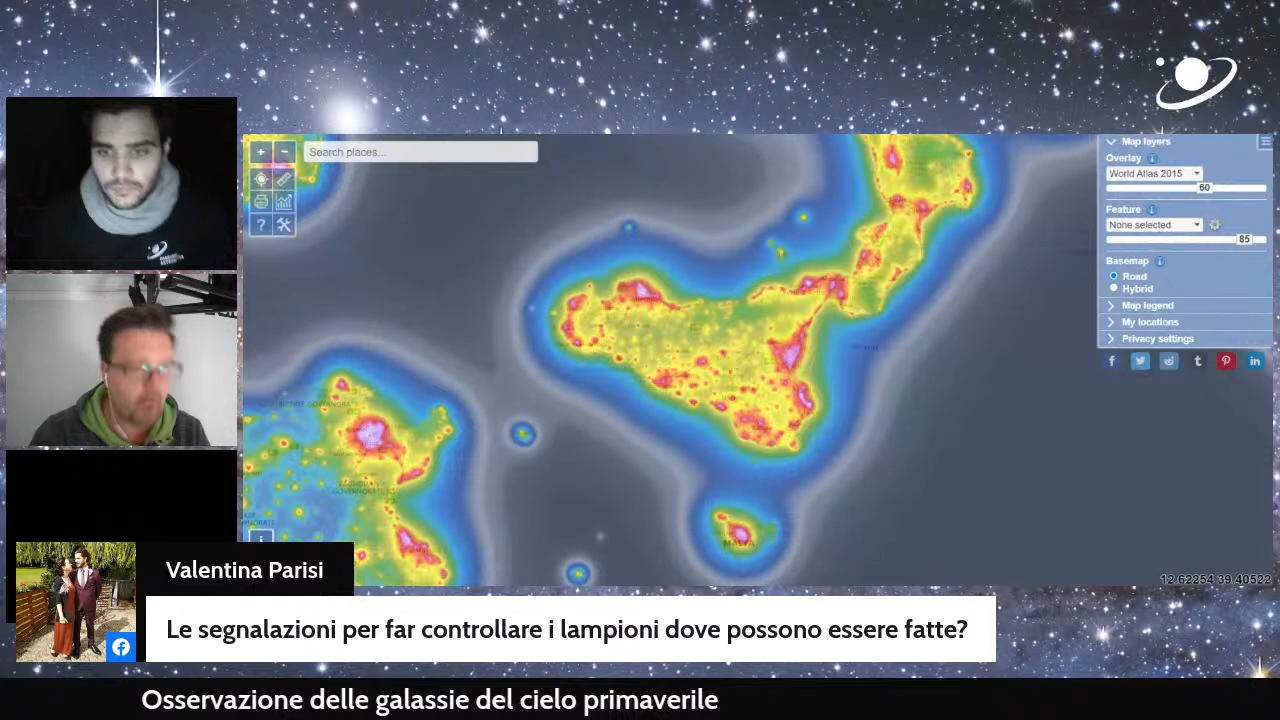 +
−
Search places...
?
Map layers
Overlay
World Atlas 2015
60
Feature
None selected
85
Basemap
Road
Hybrid
Map legend
My locations
Privacy settings
MALTA
12.62254 39.40522
Valentina Parisi
Le segnalazioni per far controllare i lampioni dove possono essere fatte?
Osservazione delle galassie del cielo primaverile